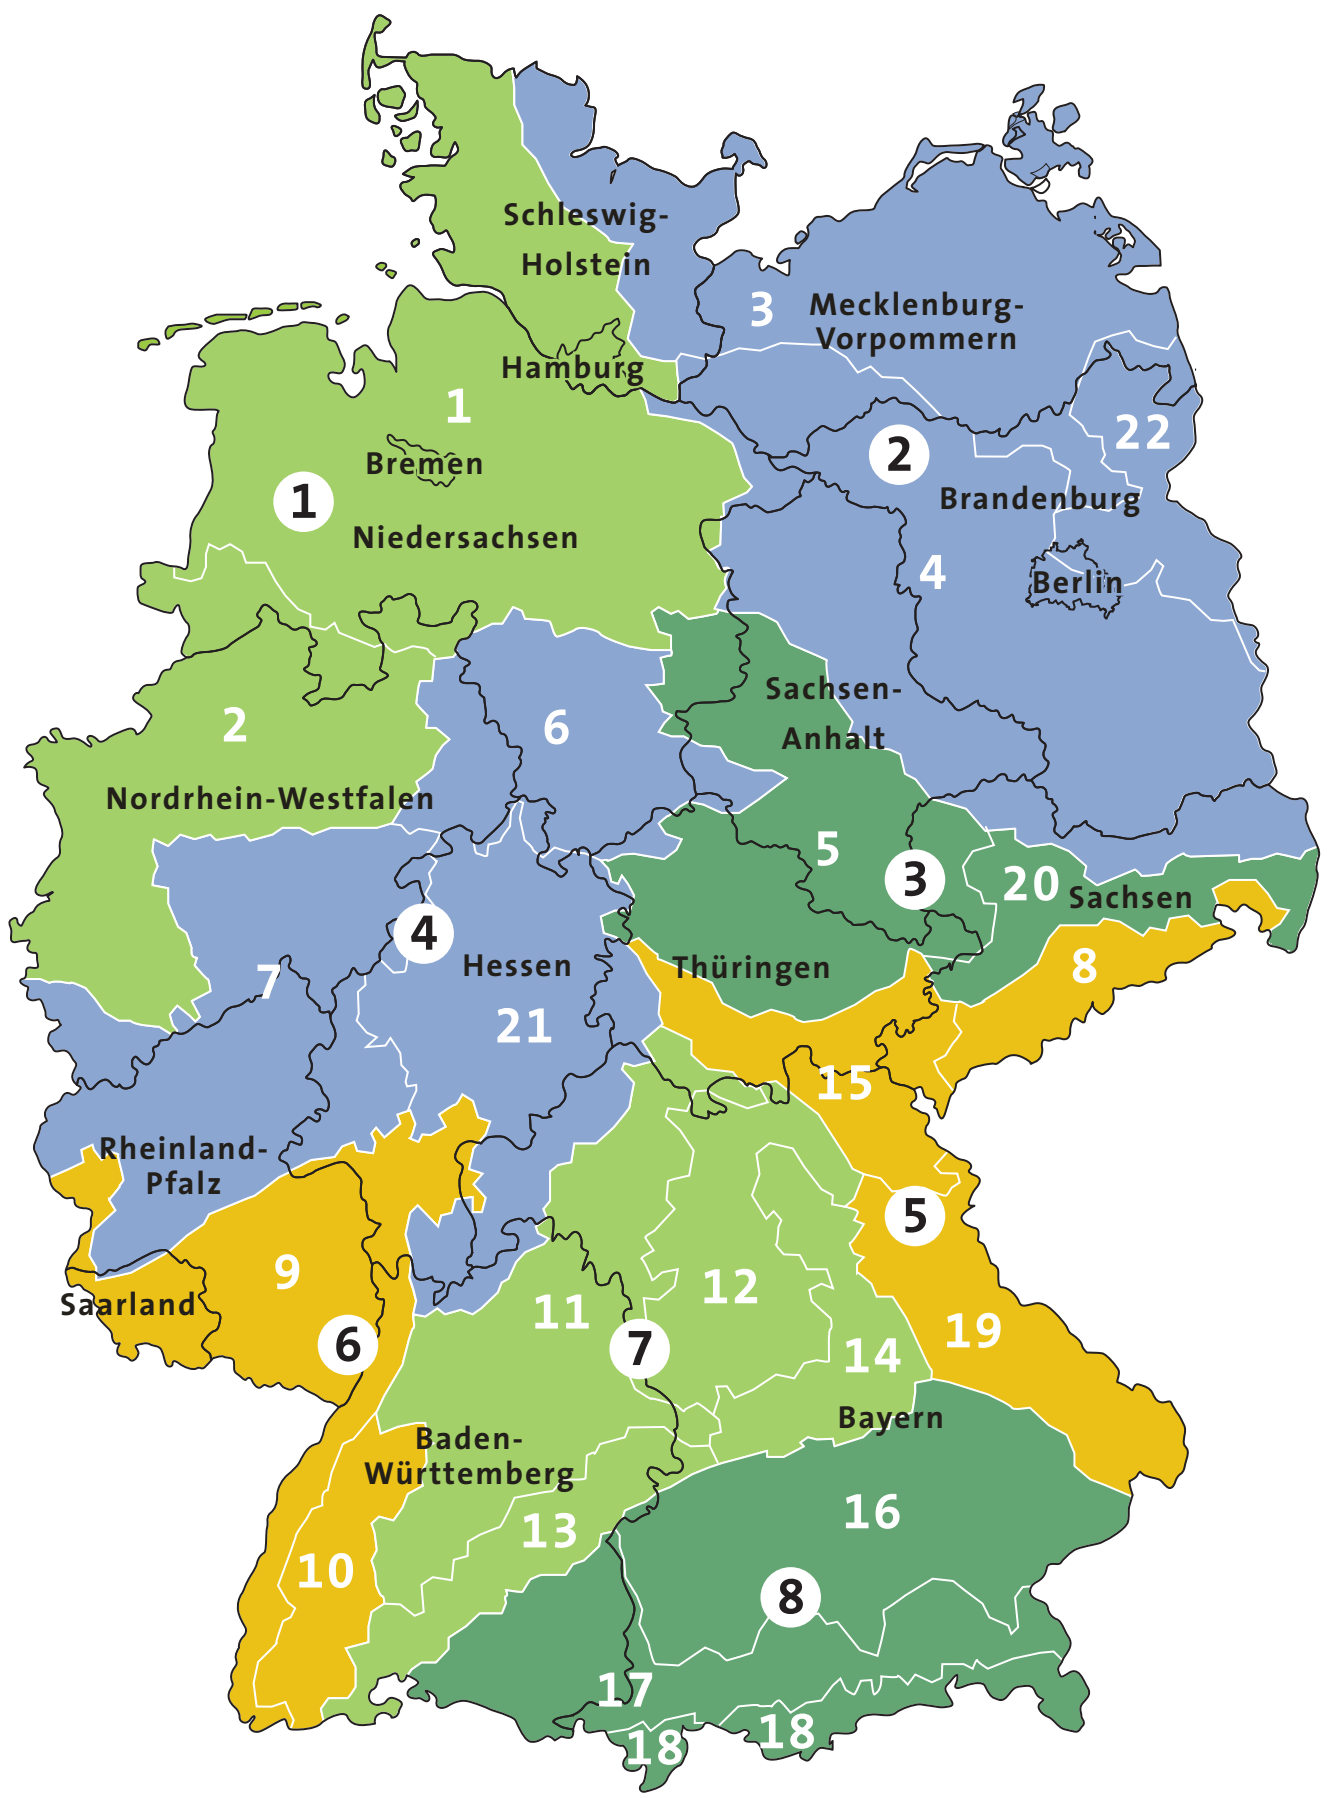 Schleswig-
Holstein
3
Mecklenburg-
Vorpommern
Hamburg
1
22
2
Bremen
1
Brandenburg
Niedersachsen
4
Berlin
Sachsen-
Anhalt
2
6
Nordrhein-Westfalen
5
3
20
Sachsen
4
7
Hessen
Thüringen
8
21
15
Rheinland-
Pfalz
5
9
12
Saarland
11
6
7
19
14
Bayern
Baden-
Württemberg
13
16
10
8
17
18
18